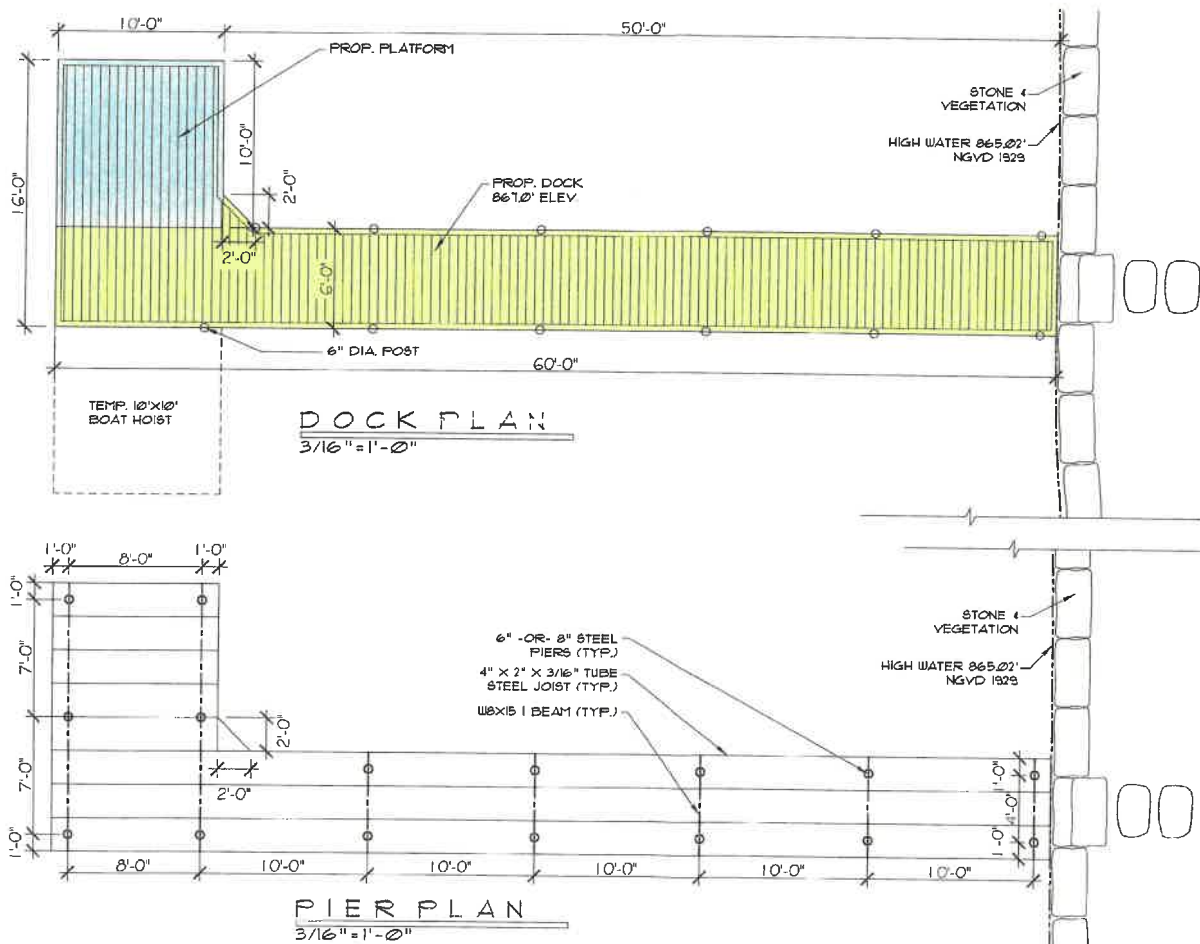 10'-0"
50'-0"
PROP. PLATFORM
STONE &
VEGETATION
HIGH WATER 865.02'
NGVD 1929
16'-0"
10'-0"
2'-0"
PROP. DOCK
867.0' ELEV.
2'-0"
6'-0"
6" DIA. POST
60'-0"
TEMP. 10'X10'
BOAT HOIST
DOCK PLAN
3/16"=1'-0"
1'-0"
8'-0"
1'-0"
1'-0"
7'-0"
7'-0"
1'-0"
6" -OR- 8" STEEL
PIERS (TYP.)
4" X 2" X 3/16" TUBE
STEEL JOIST (TYP.)
W8X15 I BEAM (TYP.)
STONE &
VEGETATION
HIGH WATER 865.02'
NGVD 1929
2'-0"
2'-0"
1'-0"
4'-0"
1'-0"
8'-0"
10'-0"
10'-0"
10'-0"
10'-0"
10'-0"
PIER PLAN
3/16"=1'-0"